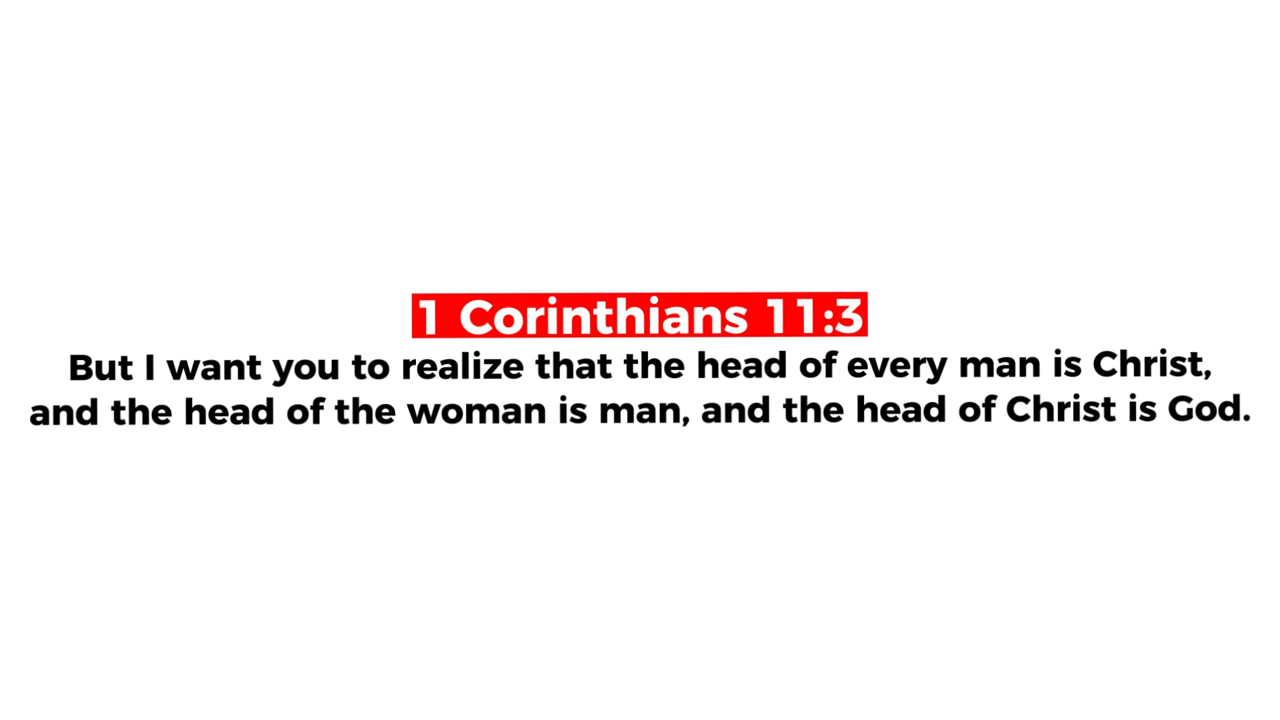 1 Corinthians 11:3
But I want you to realize that the head of every man is Christ,
and the head of the woman is man, and the head of Christ is God.